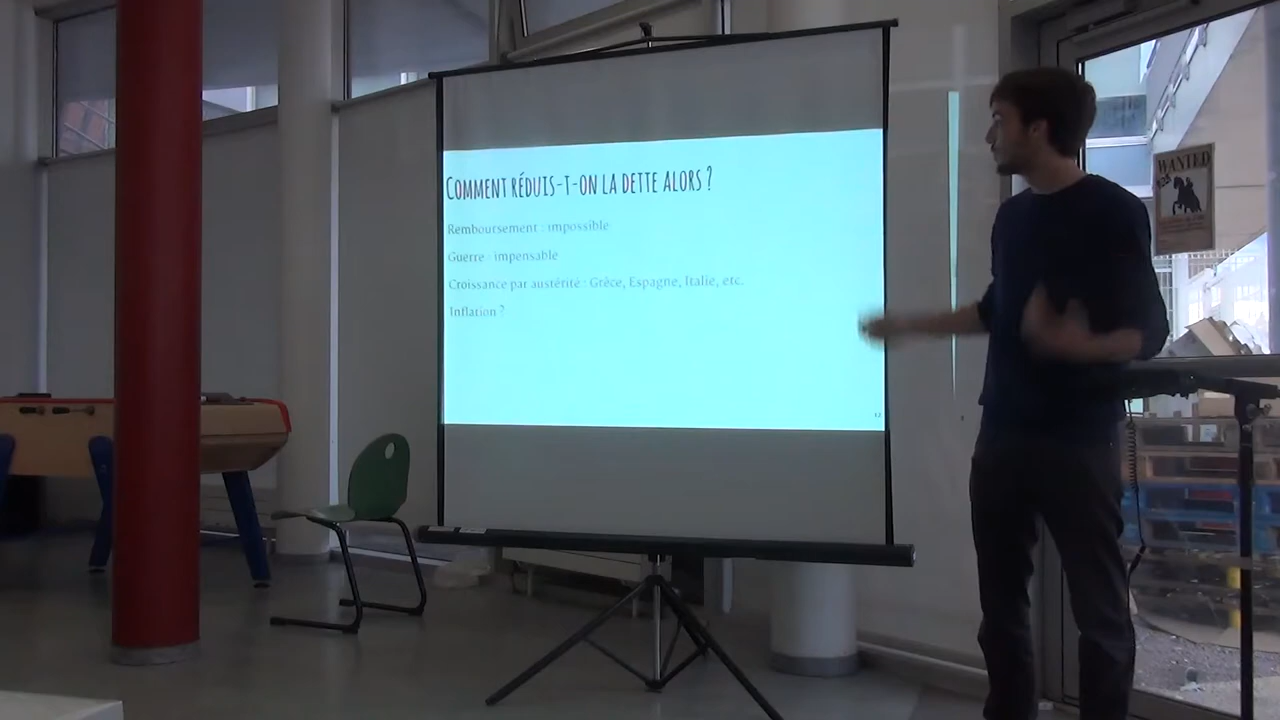 Comment réduis-t-on la dette alors ?
Remboursement : impossible
Guerre : impensable
Croissance par austérité : Grèce, Espagne, Italie, etc.
Inflation ?
WANTED